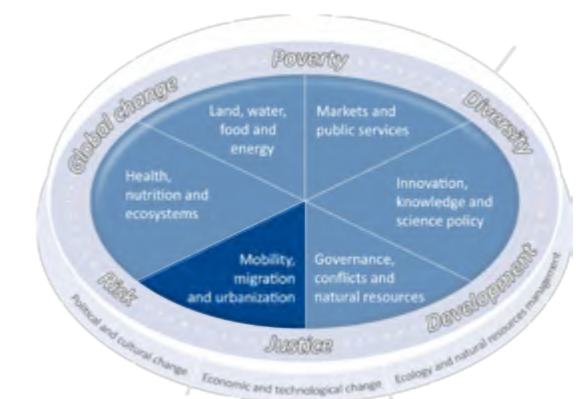 Poverty
Global change
Diversity
Land, water,
food and
energy
Markets and
public services
Health,
nutrition and
ecosystems
Innovation,
knowledge and
science policy
Mobility,
migration
and urbanization
Governance,
conflicts and
natural resources
Risk
Development
Justice
Political and cultural change
Economic and technological change
Ecology and natural resources management